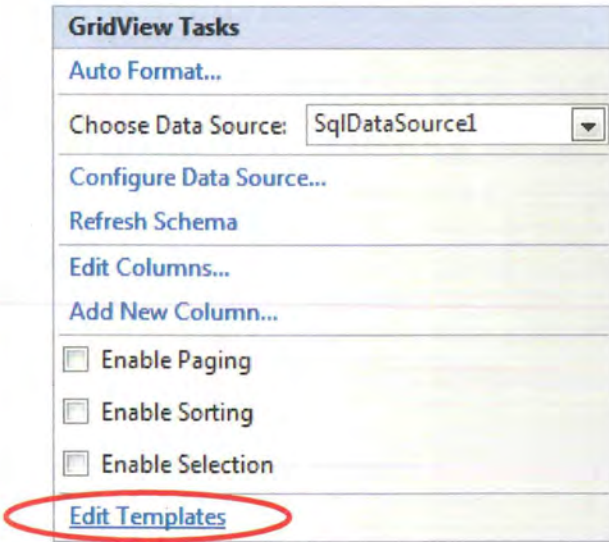 GridView Tasks
Auto Format...
Choose Data Source: SqlDataSource1
Configure Data Source...
Refresh Schema
Edit Columns...
Add New Column...
Enable Paging
Enable Sorting
Enable Selection
Edit Templates